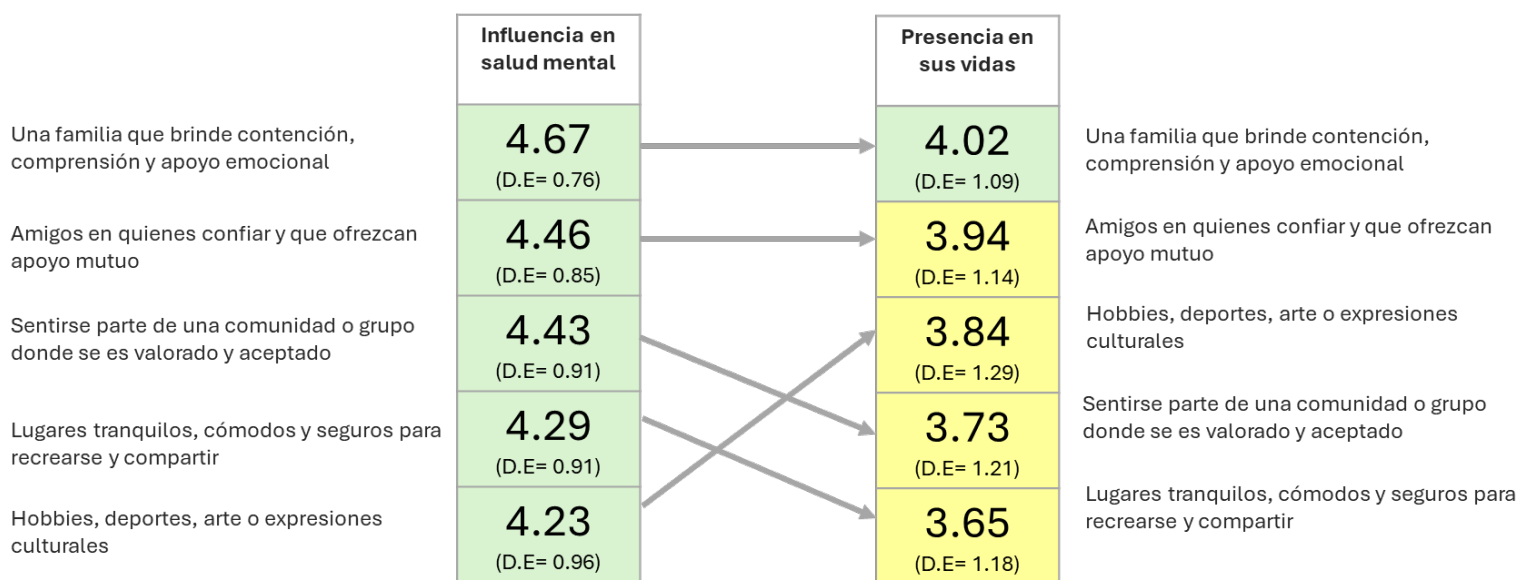 Influencia en
salud mental
Presencia en
sus vidas
Una familia que brinde contención,
comprensión y apoyo emocional
4.67
(D.E= 0.76)
4.02
(D.E= 1.09)
Una familia que brinde contención,
comprensión y apoyo emocional
Amigos en quienes confiar y que ofrezcan
apoyo mutuo
4.46
(D.E= 0.85)
3.94
(D.E= 1.14)
Amigos en quienes confiar y que ofrezcan
apoyo mutuo
Sentirse parte de una comunidad o grupo
donde se es valorado y aceptado
4.43
(D.E= 0.91)
3.84
(D.E= 1.29)
Hobbies, deportes, arte o expresiones
culturales
Lugares tranquilos, cómodos y seguros para
recrearse y compartir
4.29
(D.E= 0.91)
3.73
(D.E= 1.21)
Sentirse parte de una comunidad o grupo
donde se es valorado y aceptado
Hobbies, deportes, arte o expresiones
culturales
4.23
(D.E= 0.96)
3.65
(D.E= 1.18)
Lugares tranquilos, cómodos y seguros para
recrearse y compartir